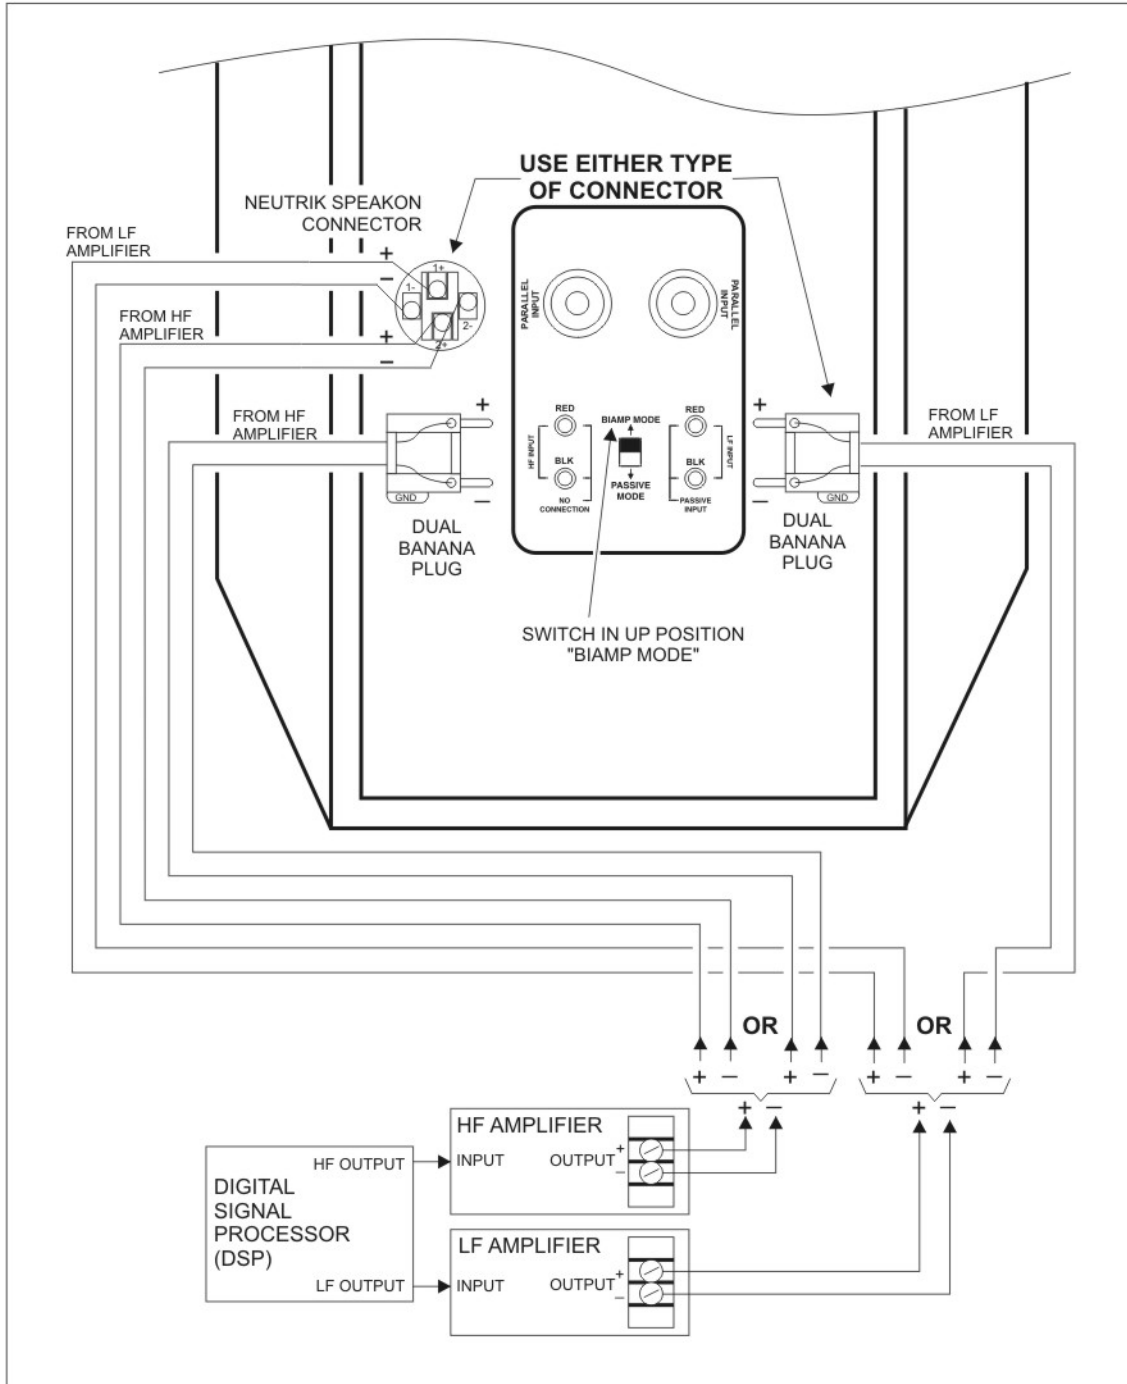 USE EITHER TYPE
OF CONNECTOR
NEUTRIK SPEAKON
CONNECTOR
FROM LF
AMPLIFIER
+
–
1+
1-
2-
2+
FROM HF
AMPLIFIER
+
–
PARALLEL
INPUT
PARALLEL
INPUT
FROM HF
AMPLIFIER
+
–
GND
DUAL
BANANA
PLUG
RED
BLK
HF INPUT
NO
CONNECTION
BIAMP MODE
PASSIVE
MODE
RED
BLK
LF INPUT
PASSIVE
INPUT
+
–
GND
DUAL
BANANA
PLUG
FROM LF
AMPLIFIER
SWITCH IN UP POSITION
"BIAMP MODE"
OR
OR
+ – + – + – + –
+ –
+ –
HF AMPLIFIER
INPUT
OUTPUT
+
–
DIGITAL
SIGNAL
PROCESSOR
(DSP)
HF OUTPUT
LF OUTPUT
LF AMPLIFIER
INPUT
OUTPUT
+
–